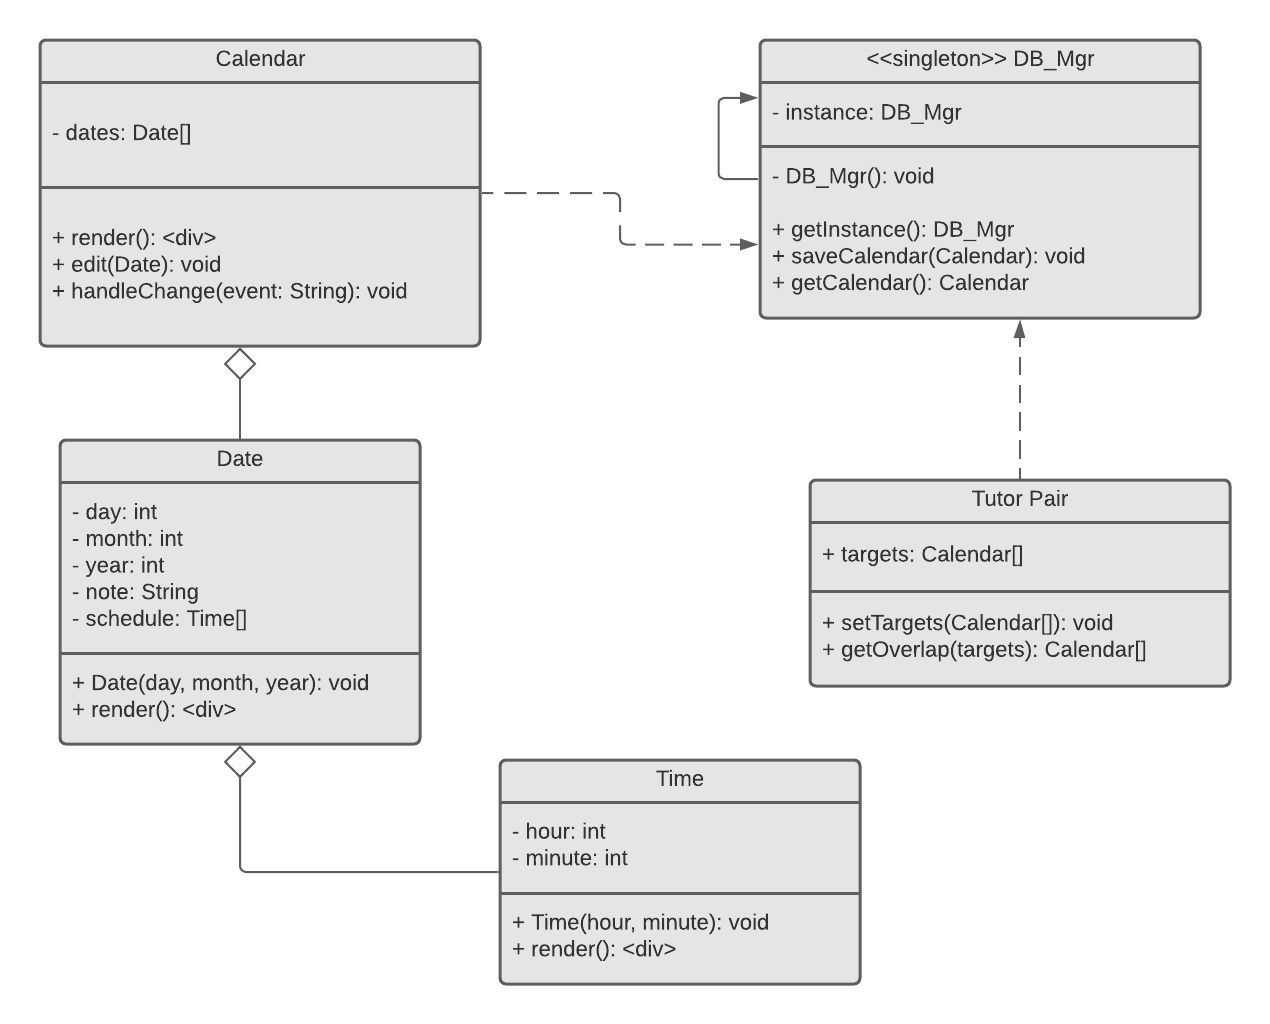 Calendar
- dates: Date[]
+ render(): <div>
+ edit(Date): void
+ handleChange(event: String): void
<<singleton>> DB_Mgr
- instance: DB_Mgr
- DB_Mgr(): void
+ getInstance(): DB_Mgr
+ saveCalendar(Calendar): void
+ getCalendar(): Calendar
Date
- day: int
- month: int
- year: int
- note: String
- schedule: Time[]
+ Date(day, month, year): void
+ render(): <div>
Tutor Pair
+ targets: Calendar[]
+ setTargets(Calendar[]): void
+ getOverlap(targets): Calendar[]
Time
- hour: int
- minute: int
+ Time(hour, minute): void
+ render(): <div>